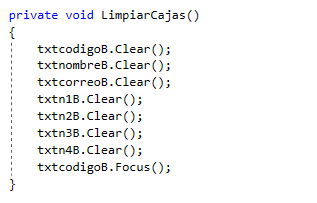 private void LimpiarCajas()
{
txtcodigoB.Clear();
txtnombreB.Clear();
txtcorreoB.Clear();
txtn1B.Clear();
txtn2B.Clear();
txtn3B.Clear();
txtn4B.Clear();
txtcodigoB.Focus();
}